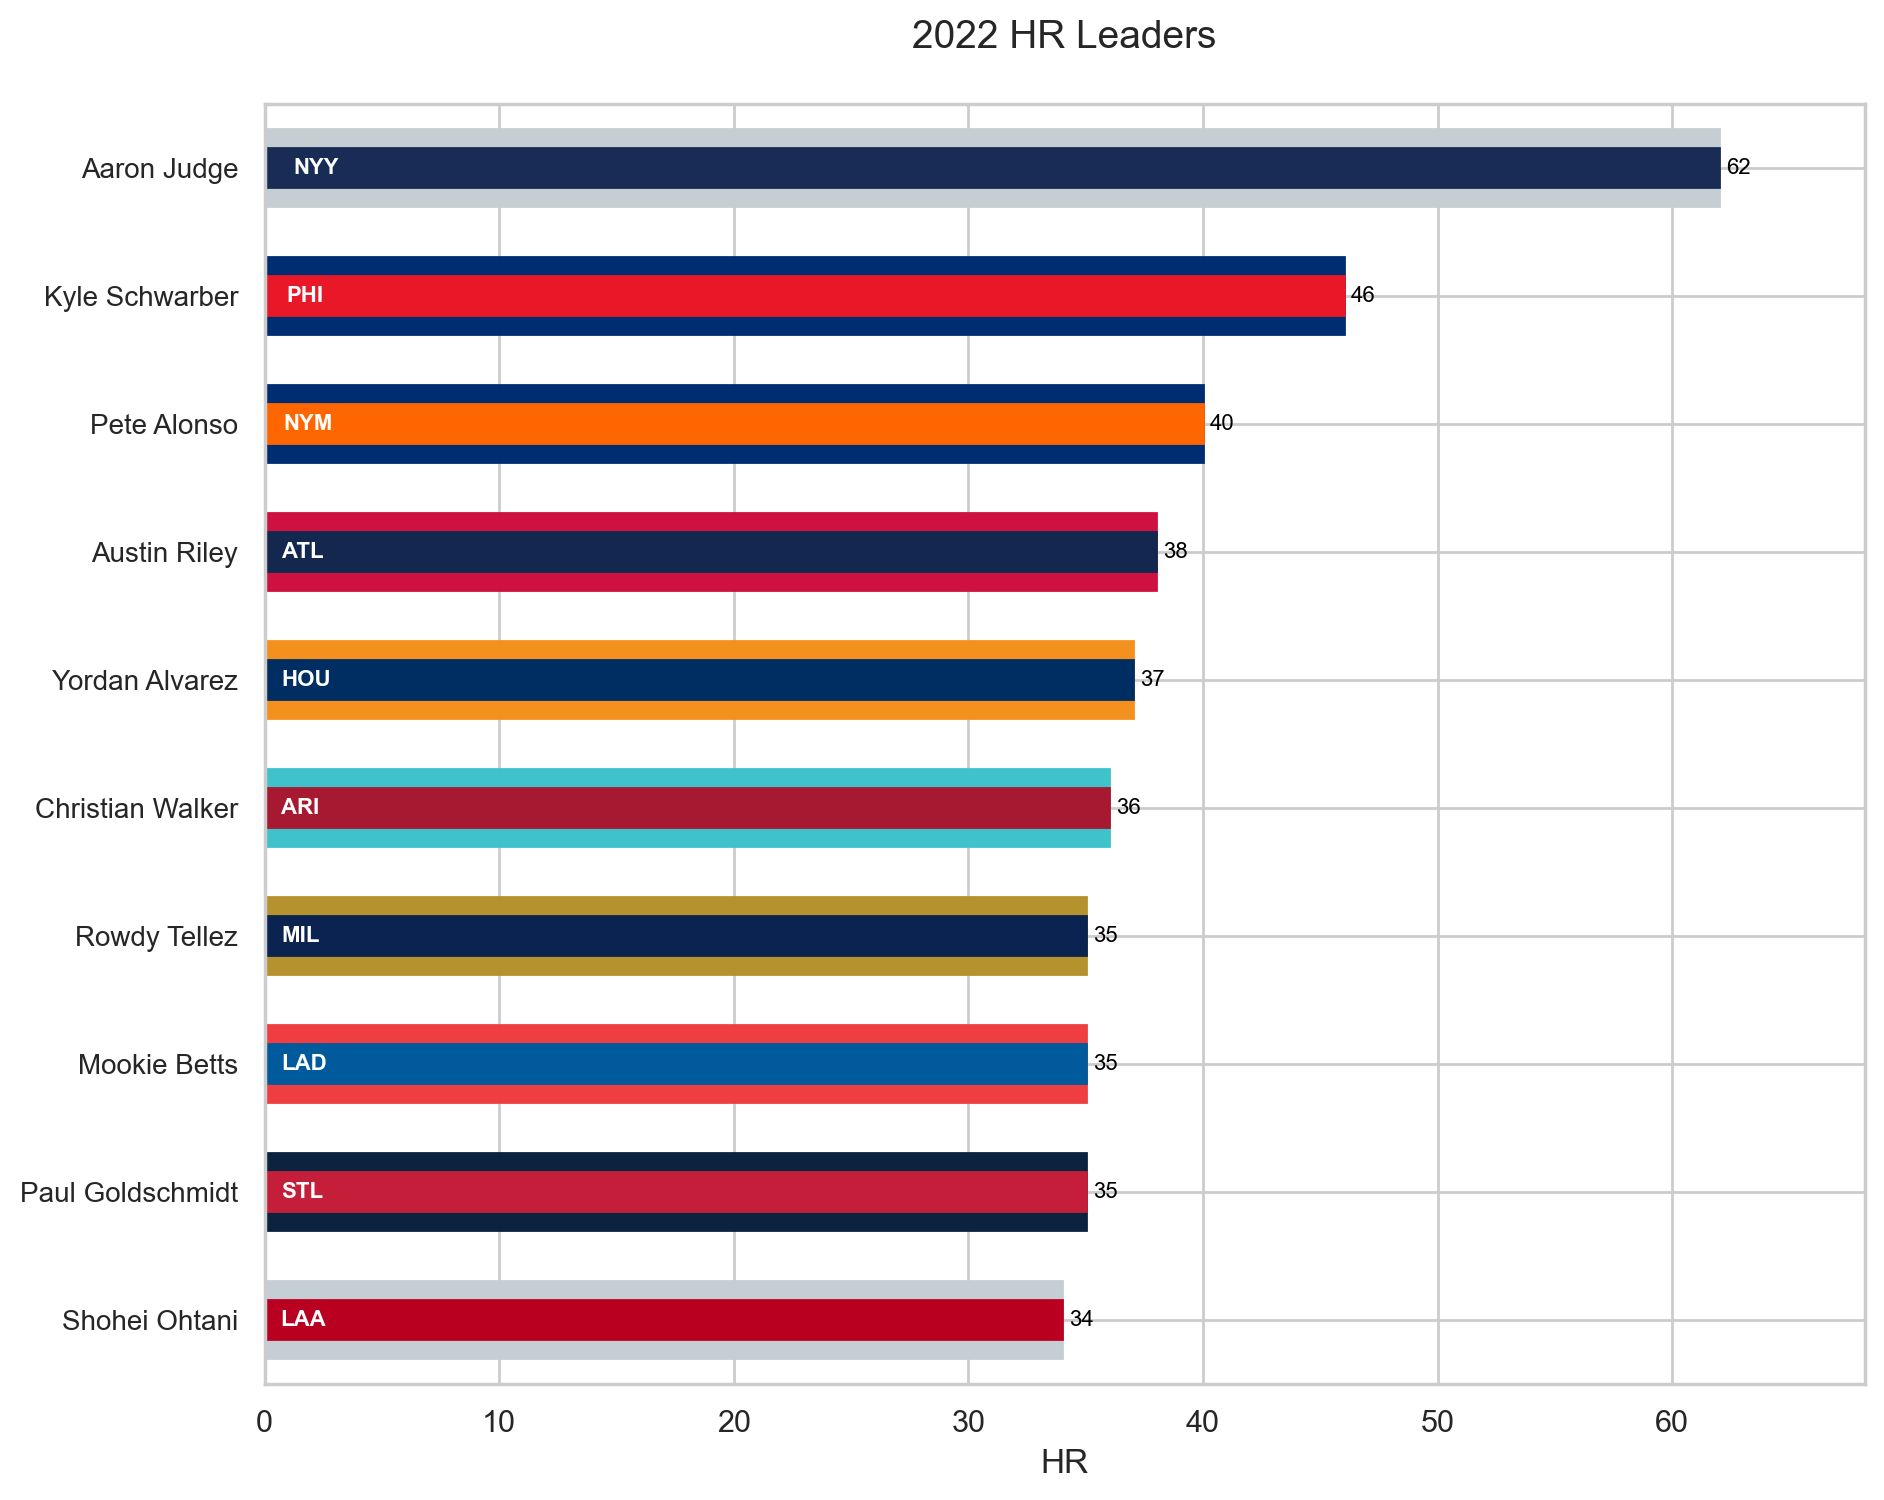 2022 HR Leaders
Aaron Judge NYY 62
Kyle Schwarber PHI 46
Pete Alonso NYM 40
Austin Riley ATL 38
Yordan Alvarez HOU 37
Christian Walker ARI 36
Rowdy Tellez MIL 35
Mookie Betts LAD 35
Paul Goldschmidt STL 35
Shohei Ohtani LAA 34
0 10 20 30 40 50 60
HR